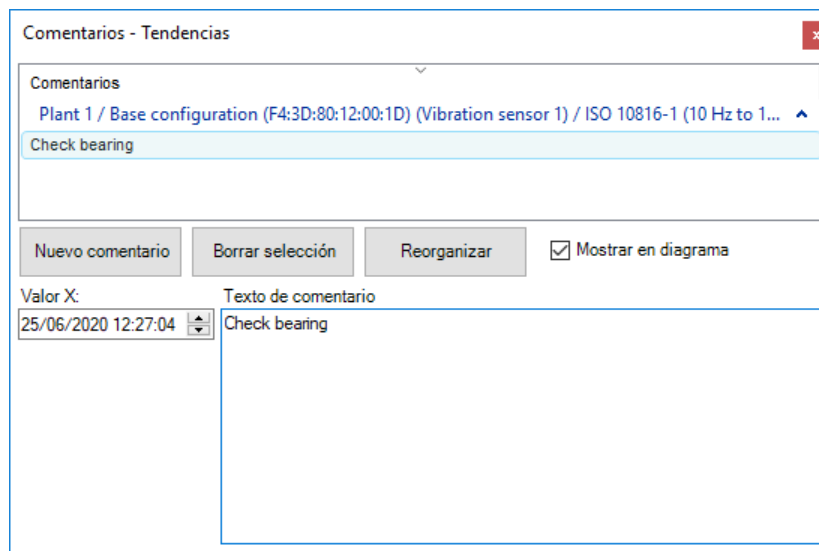 Comentarios - Tendencias
x
Comentarios
Plant 1 / Base configuration (F4:3D:80:12:00:1D) (Vibration sensor 1) / ISO 10816-1 (10 Hz to 1...
Check bearing
Nuevo comentario Borrar selección Reorganizar Mostrar en diagrama
Valor X: Texto de comentario
25/06/2020 12:27:04 Check bearing